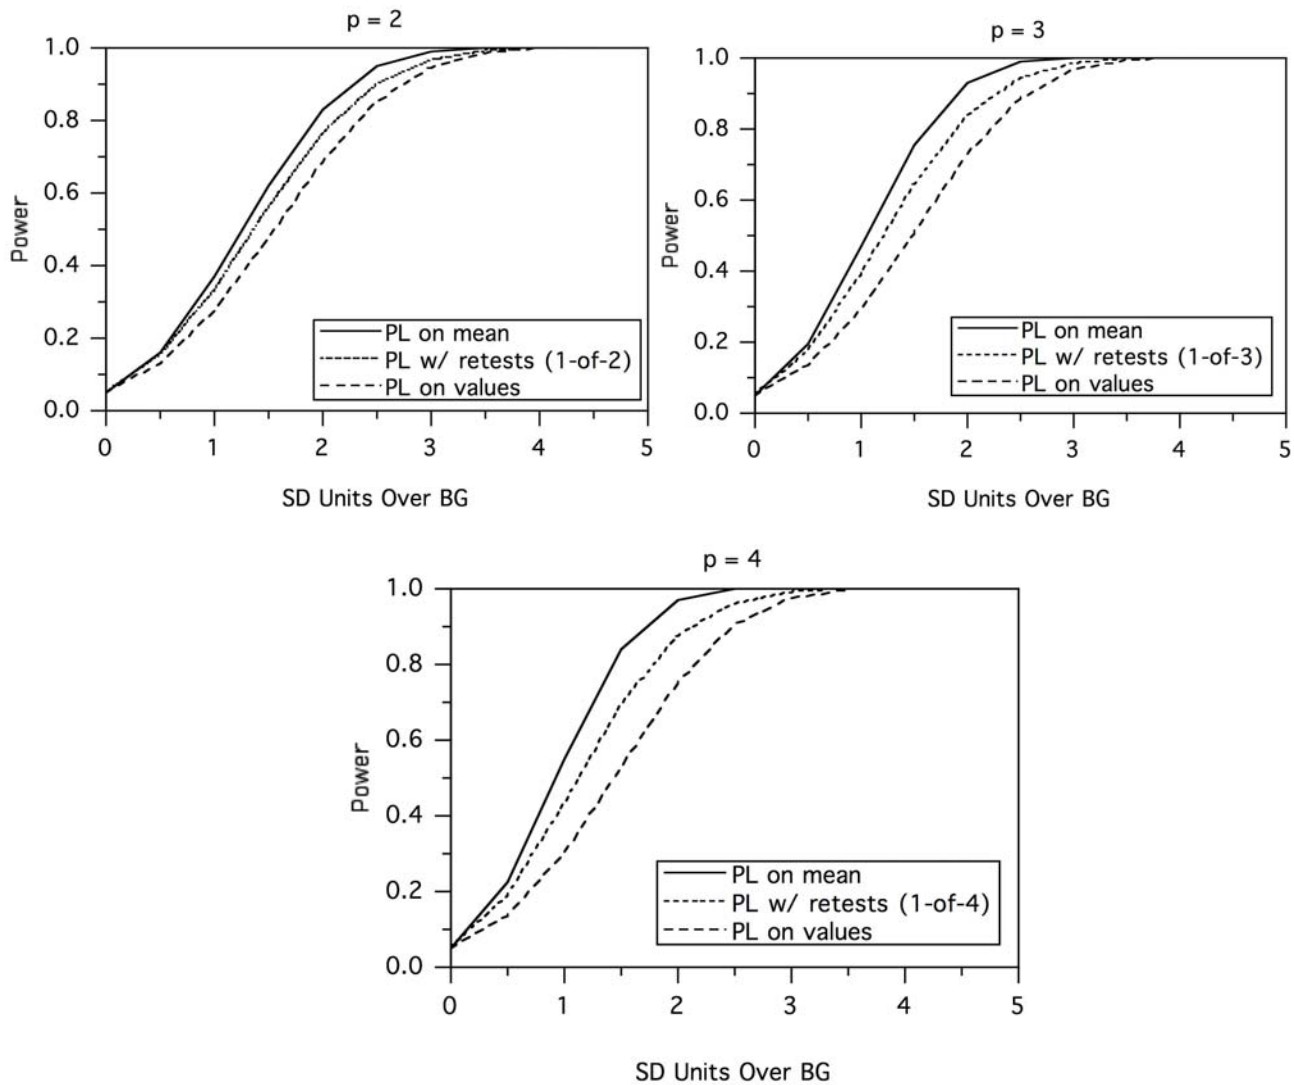 p = 2
1.0
0.8
0.6
0.4
0.2
0.0
Power
PL on mean
PL w/ retests (1-of-2)
PL on values
0 1 2 3 4 5
SD Units Over BG
p = 3
1.0
0.8
0.6
0.4
0.2
0.0
Power
PL on mean
PL w/ retests (1-of-3)
PL on values
0 1 2 3 4 5
SD Units Over BG
p = 4
1.0
0.8
0.6
0.4
0.2
0.0
Power
PL on mean
PL w/ retests (1-of-4)
PL on values
0 1 2 3 4 5
SD Units Over BG